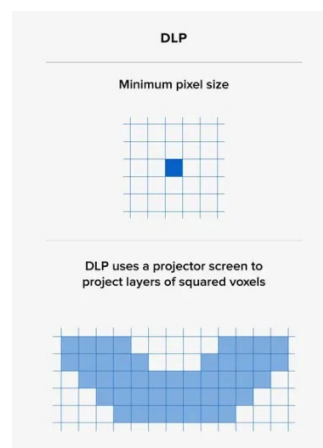 DLP
Minimum pixel size
DLP uses a projector screen to
project layers of squared voxels